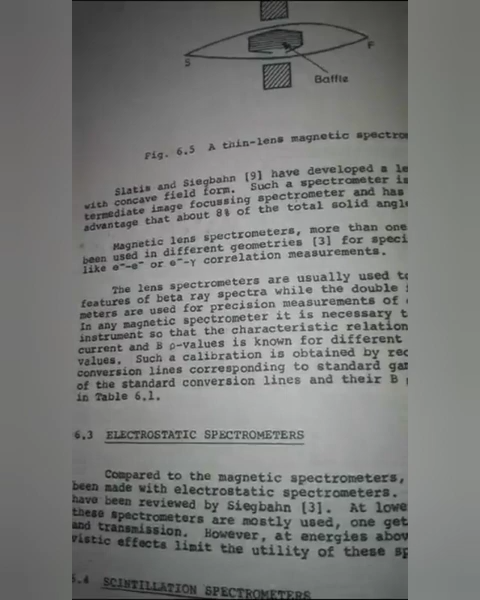 S
F
Baffle
Fig. 6.5 A thin-lens magnetic spectro
Slatis and Siegbahn [9] have developed a le
with concave field form. Such a spectrometer is
termediate image focussing spectrometer and has
advantage that about 8% of the total solid angl
Magnetic lens spectrometers, more than one
been used in different geometries [3] for speci
like e⁻-e⁻ or e⁻-γ correlation measurements.
The lens spectrometers are usually used to
features of beta ray spectra while the double
meters are used for precision measurements of
In any magnetic spectrometer it is necessary t
instrument so that the characteristic relation
current and B ρ-values is known for different
values. Such a calibration is obtained by rec
conversion lines corresponding to standard gam
of the standard conversion lines and their B
in Table 6.1.
6.3 ELECTROSTATIC SPECTROMETERS
Compared to the magnetic spectrometers,
been made with electrostatic spectrometers.
have been reviewed by Siegbahn [3]. At lowe
these spectrometers are mostly used, one get
and transmission. However, at energies abov
vistic effects limit the utility of these sp
6.4 SCINTILLATION SPECTROMETERS